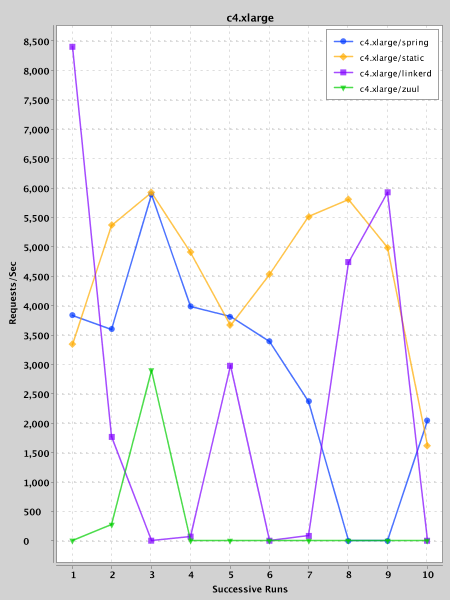 c4.xlarge
c4.xlarge/spring
c4.xlarge/static
c4.xlarge/linkerd
c4.xlarge/zuul
8,500
8,000
7,500
7,000
6,500
6,000
5,500
5,000
4,500
4,000
3,500
3,000
2,500
2,000
1,500
1,000
500
0
Requests/Sec
1 2 3 4 5 6 7 8 9 10
Successive Runs